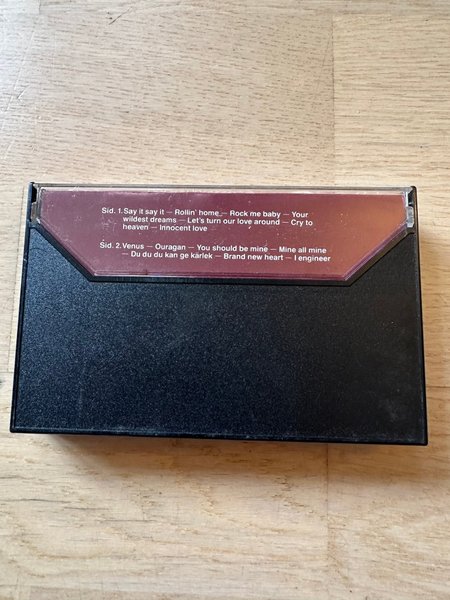 Sid. 1. Say it say it – Rollin' home – Rock me baby – Your
wildest dreams – Let's turn our love around – Cry to
heaven – Innocent love
Sid. 2. Venus – Ouragan – You should be mine – Mine all mine
– Du du du kan ge kärlek – Brand new heart – I engineer